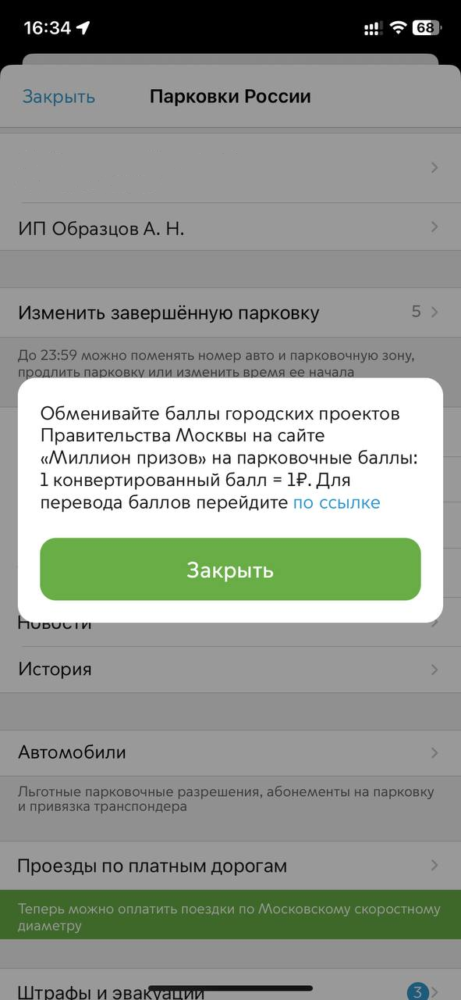 16:34
68
Закрыть
Парковки России
ИП Образцов А. Н.
Изменить завершённую парковку 5
До 23:59 можно поменять номер авто и парковочную зону,
продлить парковку или изменить время ее начала
Обменивайте баллы городских проектов
Правительства Москвы на сайте
«Миллион призов» на парковочные баллы:
1 конвертированный балл = 1₽. Для
перевода баллов перейдите по ссылке
Закрыть
Новости
История
Автомобили
Льготные парковочные разрешения, абонементы на парковку
и привязка транспондера
Проезды по платным дорогам
Теперь можно оплатить поездки по Московскому скоростному
диаметру
Штрафы и эвакуации 3